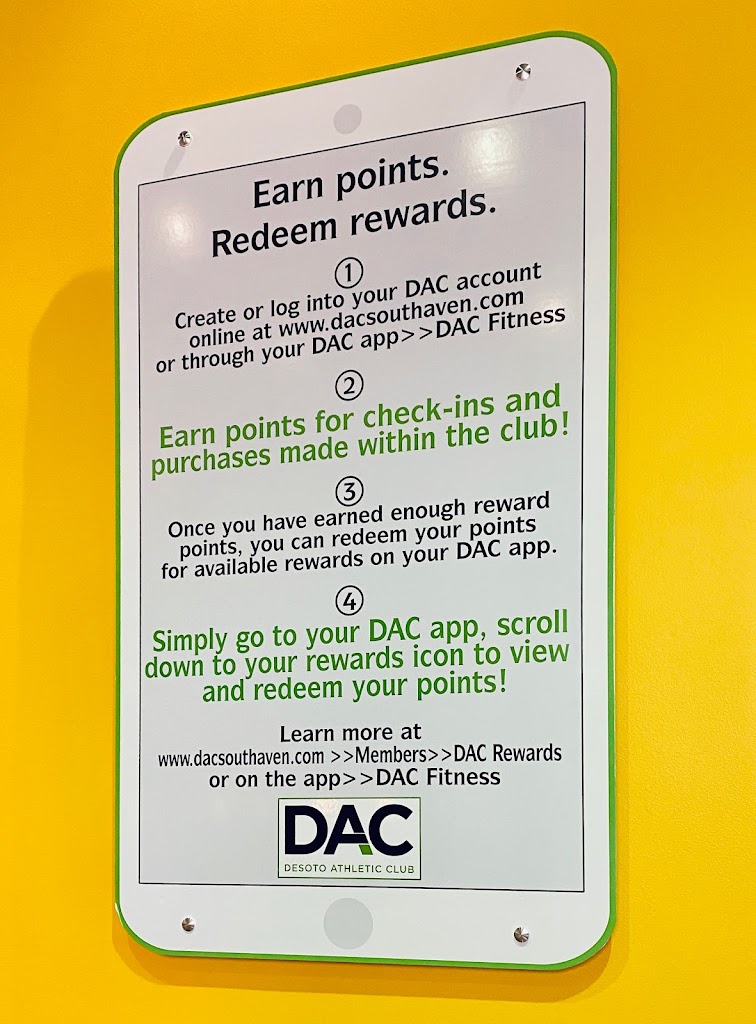 Earn points.
Redeem rewards.
1
Create or log into your DAC account
online at www.dacsouthaven.com
or through your DAC app>>DAC Fitness
2
Earn points for check-ins and
purchases made within the club!
3
Once you have earned enough reward
points, you can redeem your points
for available rewards on your DAC app.
4
Simply go to your DAC app, scroll
down to your rewards icon to view
and redeem your points!
Learn more at
www.dacsouthaven.com >>Members>>DAC Rewards
or on the app>>DAC Fitness
DAC
DESOTO ATHLETIC CLUB